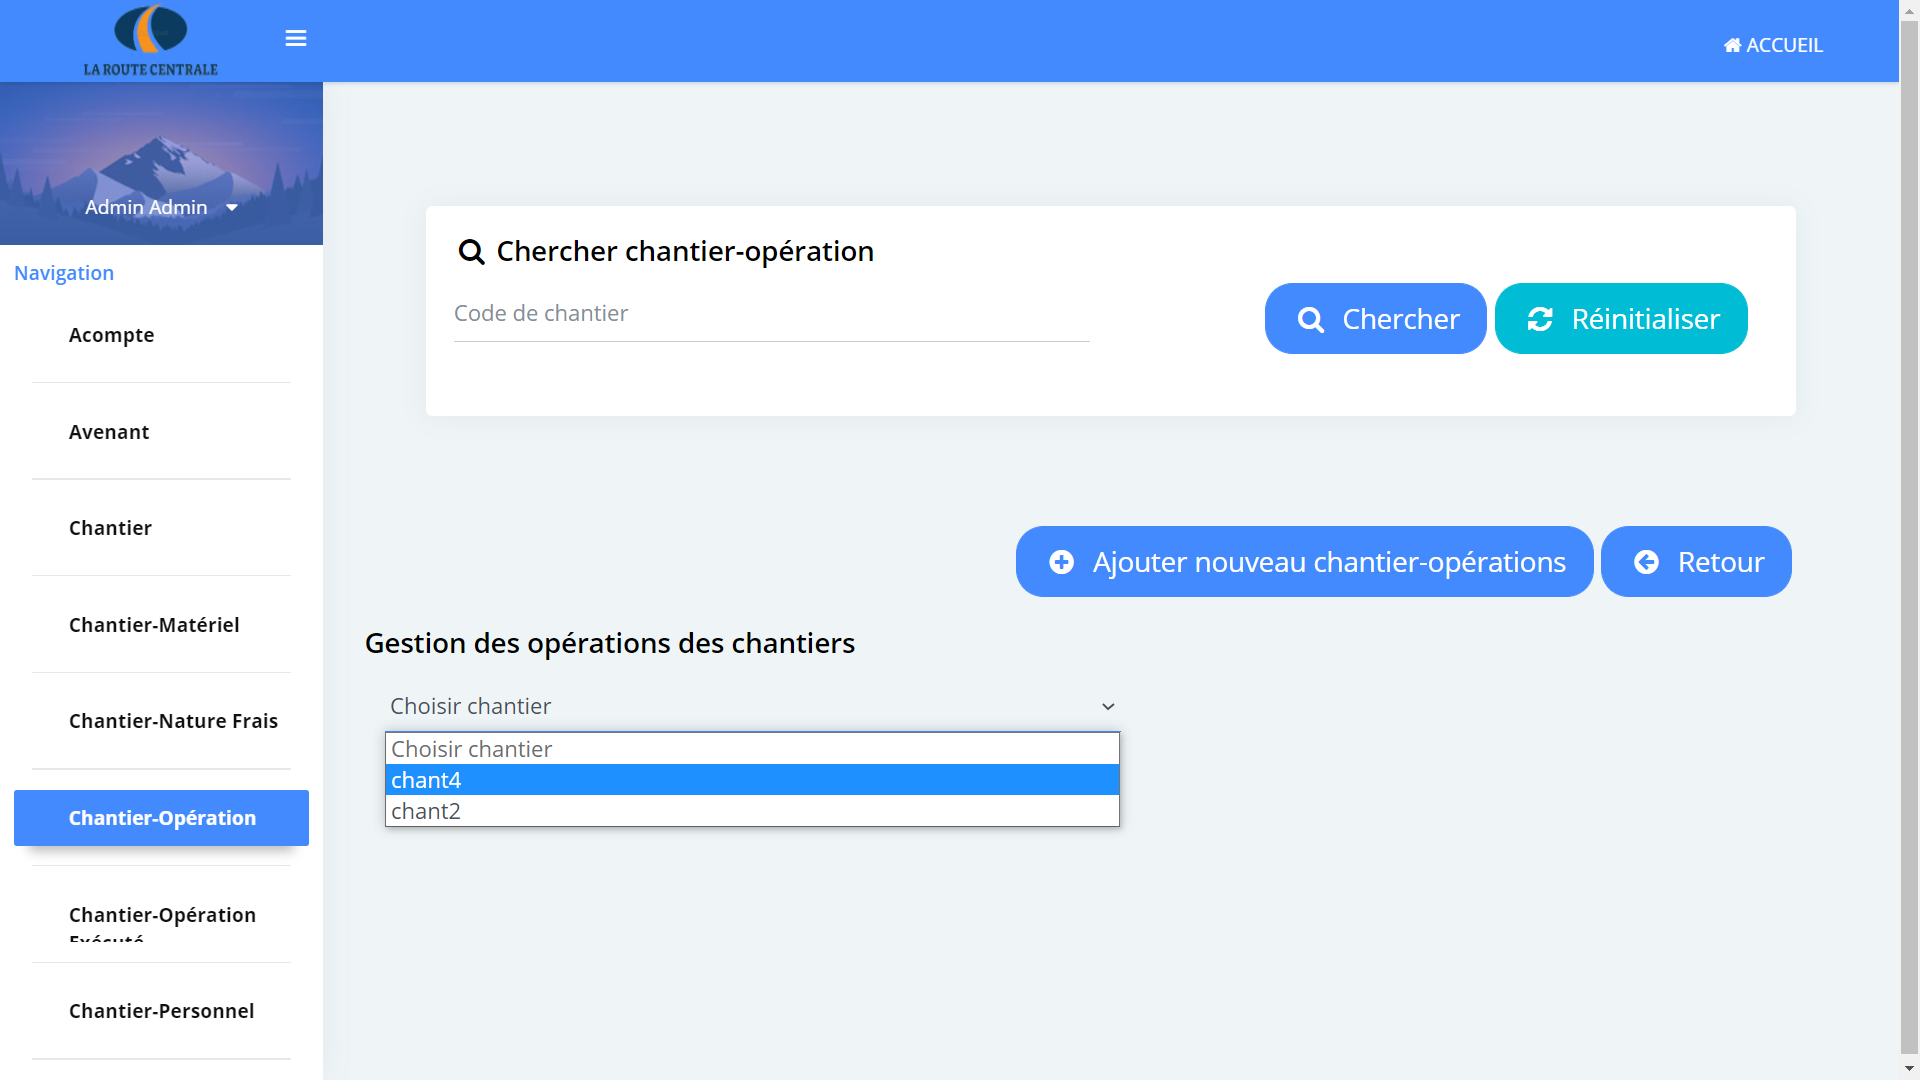 LA ROUTE CENTRALE
ACCUEIL
Admin Admin
Navigation
Acompte
Avenant
Chantier
Chantier-Matériel
Chantier-Nature Frais
Chantier-Opération
Chantier-Opération
Exécuté
Chantier-Personnel
Chercher chantier-opération
Code de chantier
Chercher
Réinitialiser
Ajouter nouveau chantier-opérations
Retour
Gestion des opérations des chantiers
Choisir chantier
Choisir chantier
chant4
chant2